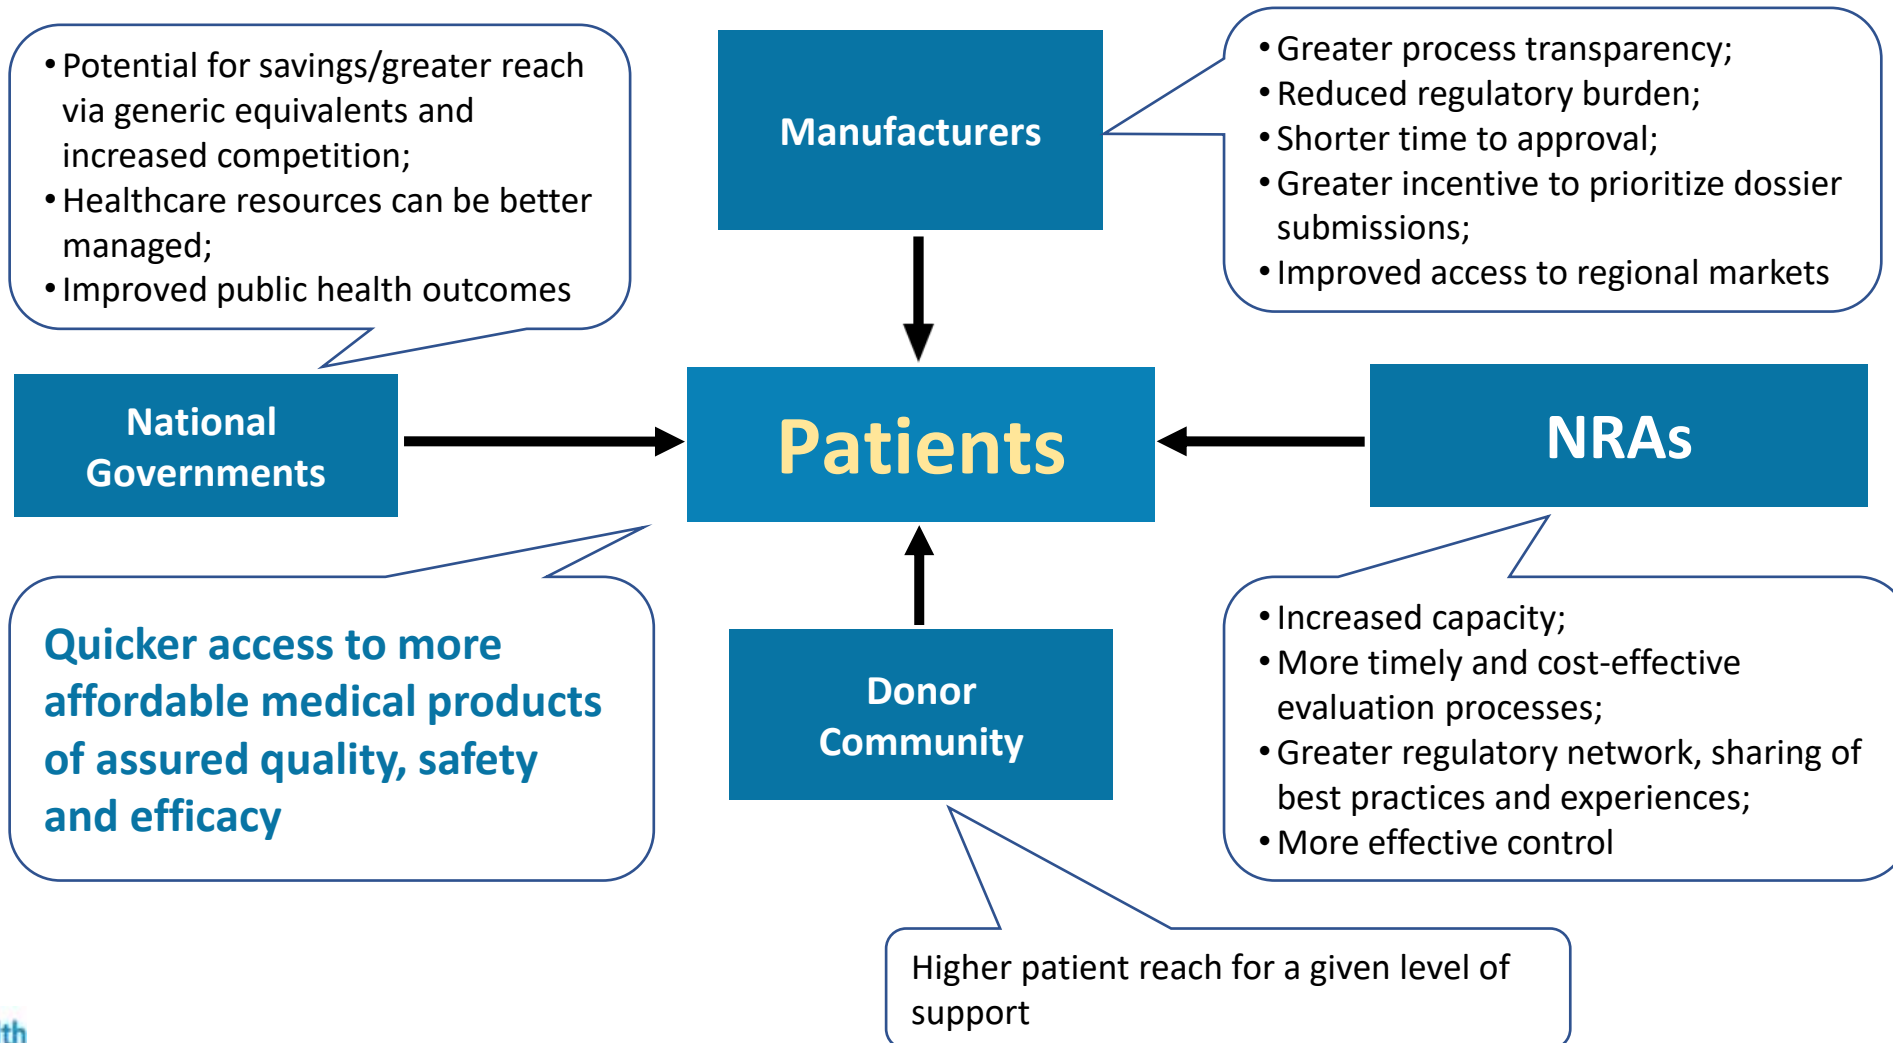 • Potential for savings/greater reach
via generic equivalents and
increased competition;
• Healthcare resources can be better
managed;
• Improved public health outcomes
Manufacturers
• Greater process transparency;
• Reduced regulatory burden;
• Shorter time to approval;
• Greater incentive to prioritize dossier
submissions;
• Improved access to regional markets
National
Governments
Patients
NRAs
Quicker access to more
affordable medical products
of assured quality, safety
and efficacy
Donor
Community
• Increased capacity;
• More timely and cost-effective
evaluation processes;
• Greater regulatory network, sharing of
best practices and experiences;
• More effective control
Higher patient reach for a given level of
support